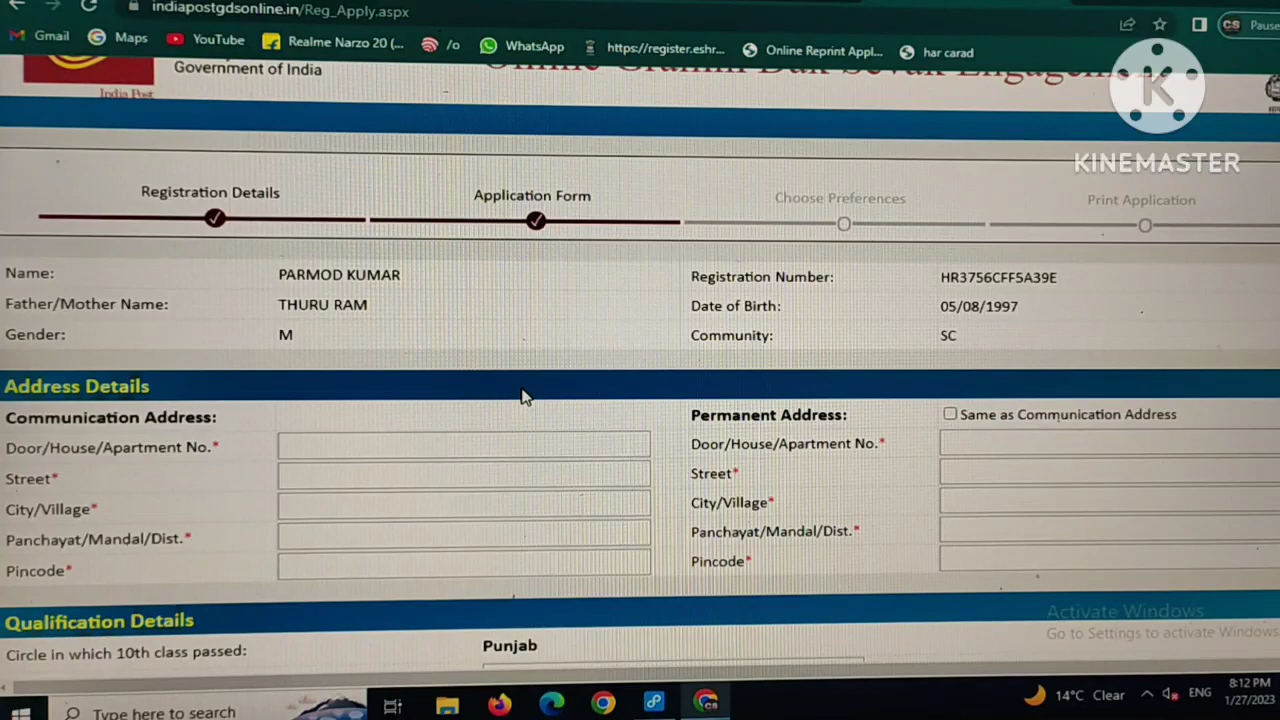 indiapostgdsonline.in/Reg_Apply.aspx
CS
Pause
Gmail
Maps
YouTube
Realme Narzo 20 (...
/o
WhatsApp
https://register.eshr...
Online Reprint Appl...
har carad
Government of India
India Post
KINEMASTER
Registration Details
Application Form
Choose Preferences
Print Application
Name: PARMOD KUMAR
Registration Number: HR3756CFF5A39E
Father/Mother Name: THURU RAM
Date of Birth: 05/08/1997
Gender: M
Community: SC
Address Details
Communication Address:
Permanent Address: Same as Communication Address
Door/House/Apartment No.*
Door/House/Apartment No.*
Street*
Street*
City/Village*
City/Village*
Panchayat/Mandal/Dist.*
Panchayat/Mandal/Dist.*
Pincode*
Pincode*
Activate Windows
Go to Settings to activate Windows
Qualification Details
Circle in which 10th class passed: Punjab
Type here to search
14°C Clear
ENG
8:12 PM
1/27/2023